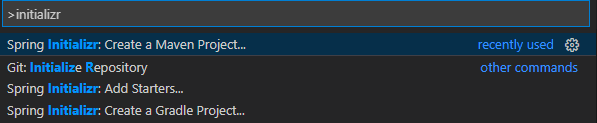 >initializr
Spring Initializr: Create a Maven Project... recently used
Git: Initialize Repository other commands
Spring Initializr: Add Starters...
Spring Initializr: Create a Gradle Project...